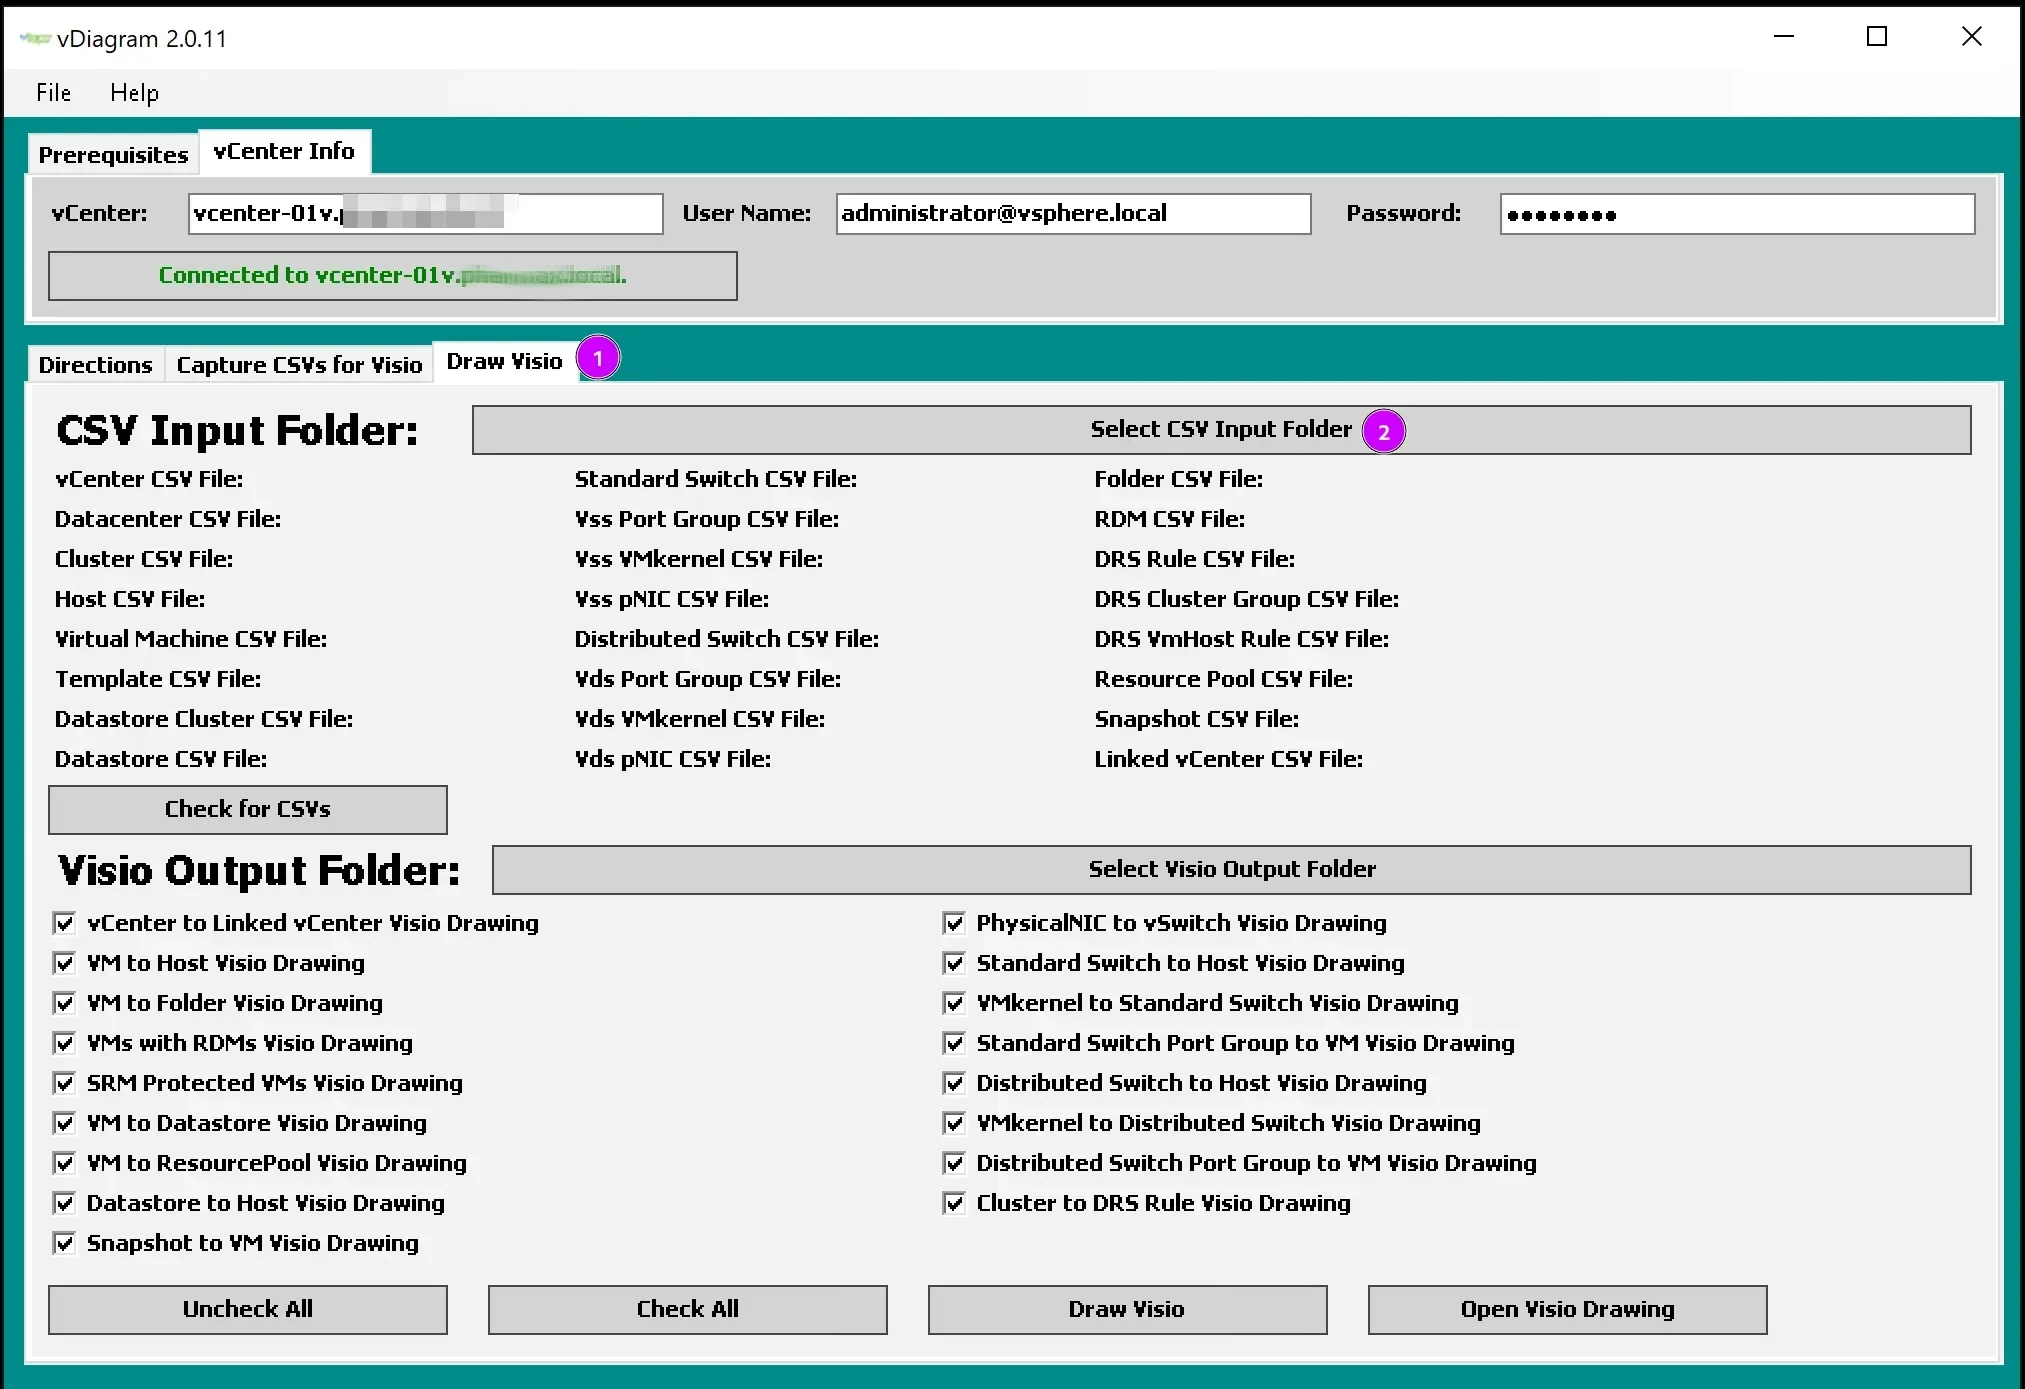 vDiagram 2.0.11
File Help
Prerequisites vCenter Info
vCenter: vcenter-01v. User Name: administrator@vsphere.local Password: ●●●●●●●●
Connected to vcenter-01v.
Directions Capture CSVs for Visio Draw Visio 1
CSV Input Folder: Select CSV Input Folder 2
vCenter CSV File: Standard Switch CSV File: Folder CSV File:
Datacenter CSV File: Vss Port Group CSV File: RDM CSV File:
Cluster CSV File: Vss VMkernel CSV File: DRS Rule CSV File:
Host CSV File: Vss pNIC CSV File: DRS Cluster Group CSV File:
Virtual Machine CSV File: Distributed Switch CSV File: DRS VmHost Rule CSV File:
Template CSV File: Vds Port Group CSV File: Resource Pool CSV File:
Datastore Cluster CSV File: Vds VMkernel CSV File: Snapshot CSV File:
Datastore CSV File: Vds pNIC CSV File: Linked vCenter CSV File:
Check for CSVs
Visio Output Folder: Select Visio Output Folder
vCenter to Linked vCenter Visio Drawing PhysicalNIC to vSwitch Visio Drawing
VM to Host Visio Drawing Standard Switch to Host Visio Drawing
VM to Folder Visio Drawing VMkernel to Standard Switch Visio Drawing
VMs with RDMs Visio Drawing Standard Switch Port Group to VM Visio Drawing
SRM Protected VMs Visio Drawing Distributed Switch to Host Visio Drawing
VM to Datastore Visio Drawing VMkernel to Distributed Switch Visio Drawing
VM to ResourcePool Visio Drawing Distributed Switch Port Group to VM Visio Drawing
Datastore to Host Visio Drawing Cluster to DRS Rule Visio Drawing
Snapshot to VM Visio Drawing
Uncheck All Check All Draw Visio Open Visio Drawing